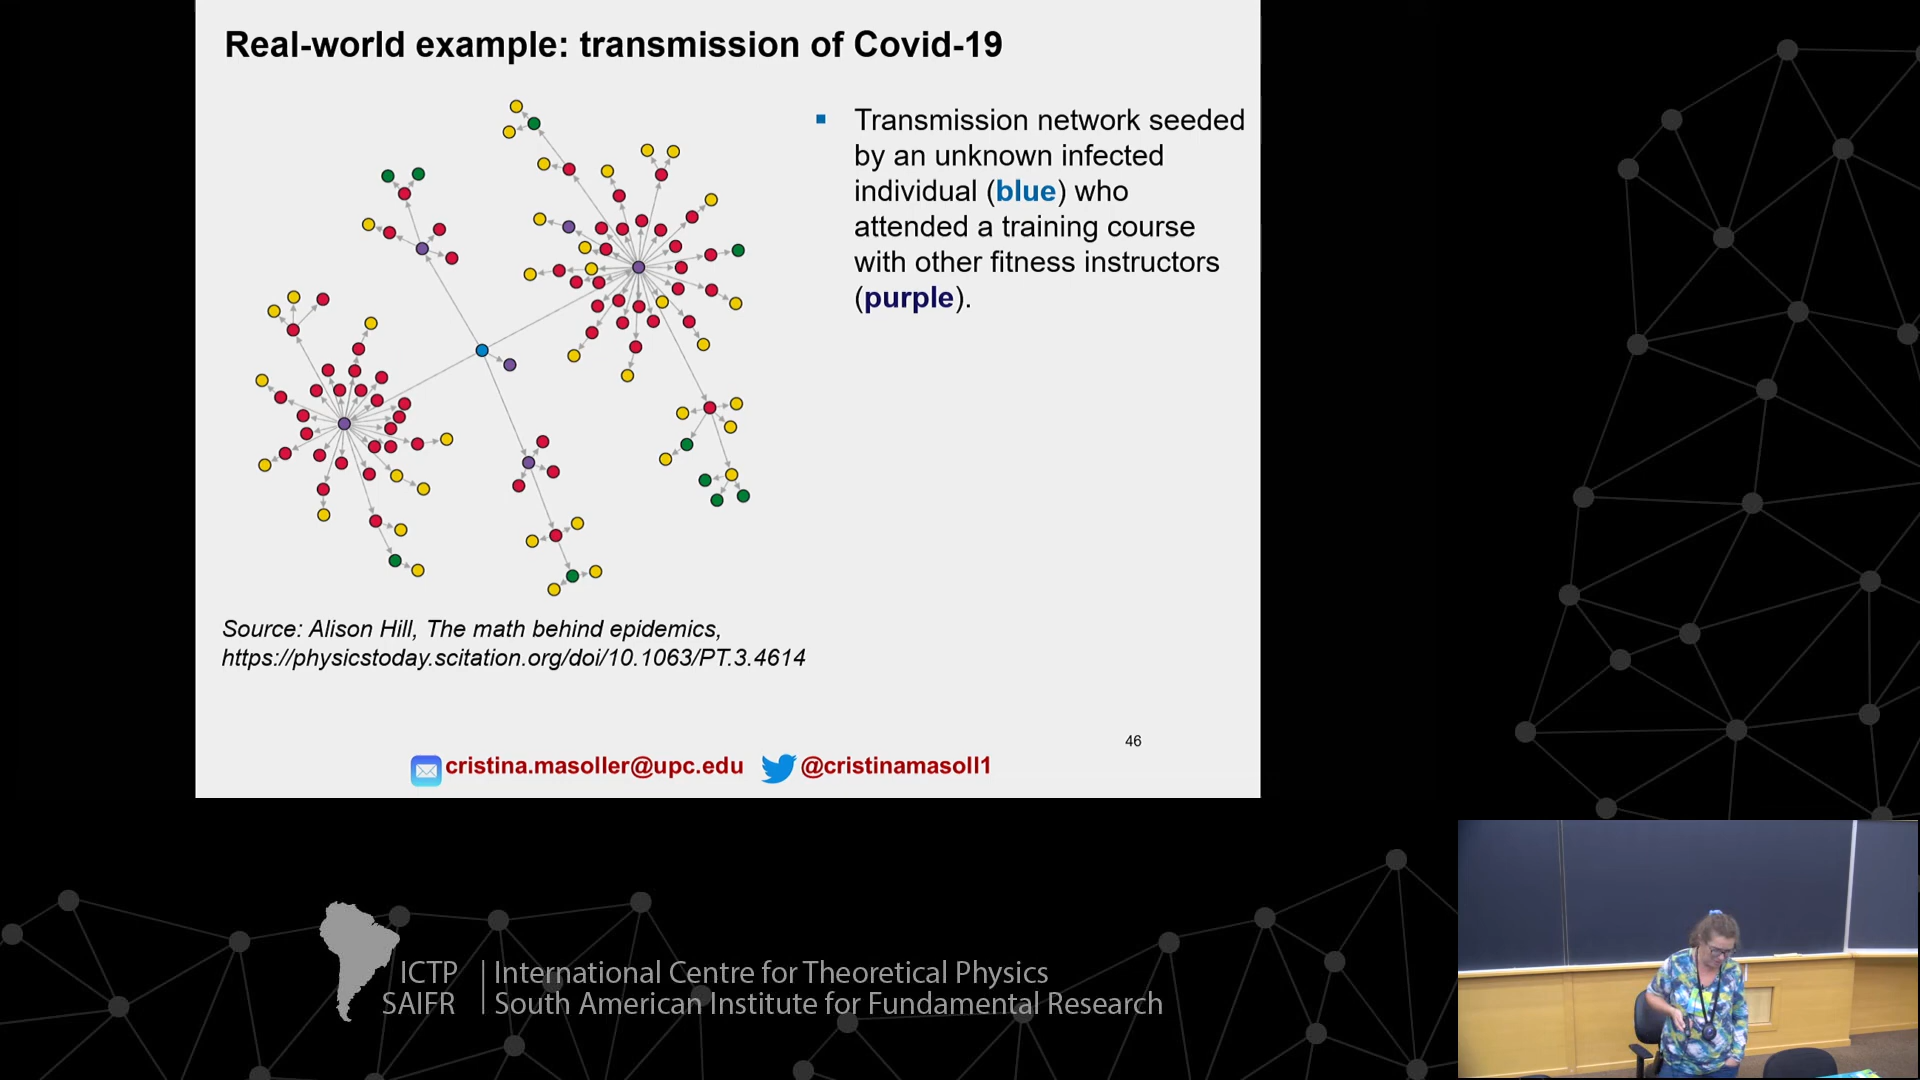 Real-world example: transmission of Covid-19
Transmission network seeded
by an unknown infected
individual (blue) who
attended a training course
with other fitness instructors
(purple).
Source: Alison Hill, The math behind epidemics,
https://physicstoday.scitation.org/doi/10.1063/PT.3.4614
46
cristina.masoller@upc.edu @cristinamasoll1
ICTP International Centre for Theoretical Physics
SAIFR South American Institute for Fundamental Research